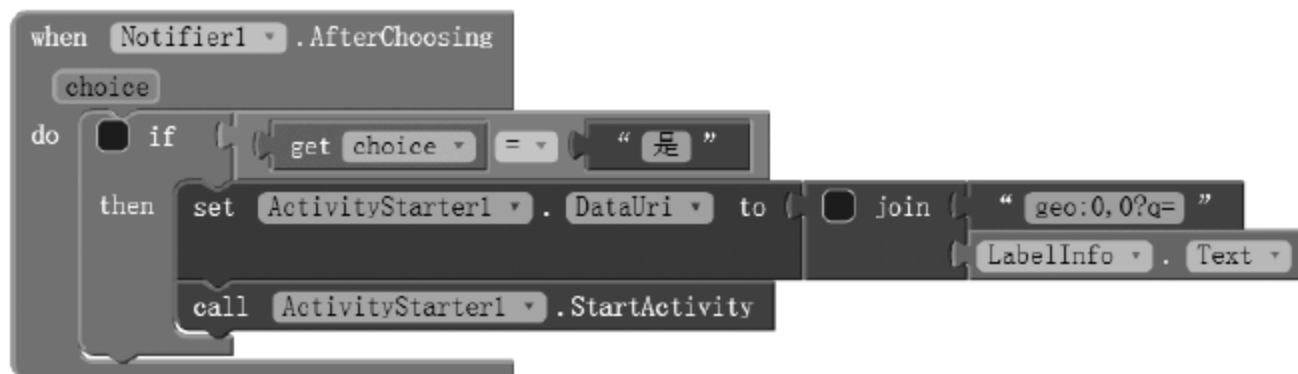 when Notifier1 .AfterChoosing
choice
do if get choice = “ 是 ”
then set ActivityStarter1 . DataUri to join “ geo:0,0?q= ”
LabelInfo . Text
call ActivityStarter1 .StartActivity